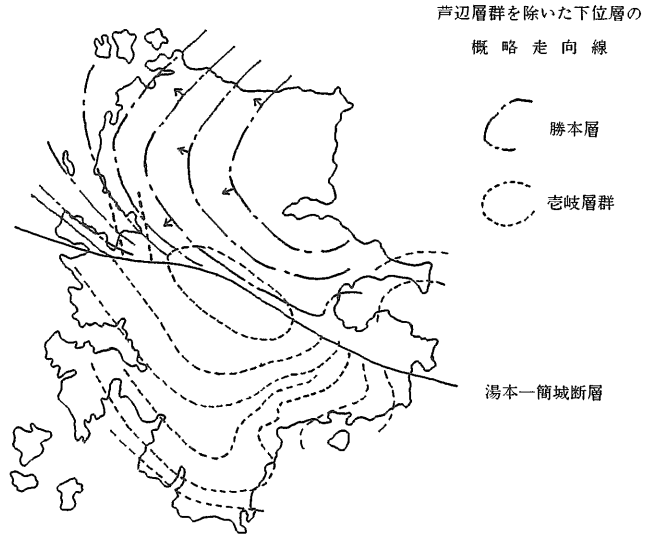 芦辺層群を除いた下位層の
概略走向線
勝本層
壱岐層群
湯本一筒城断層